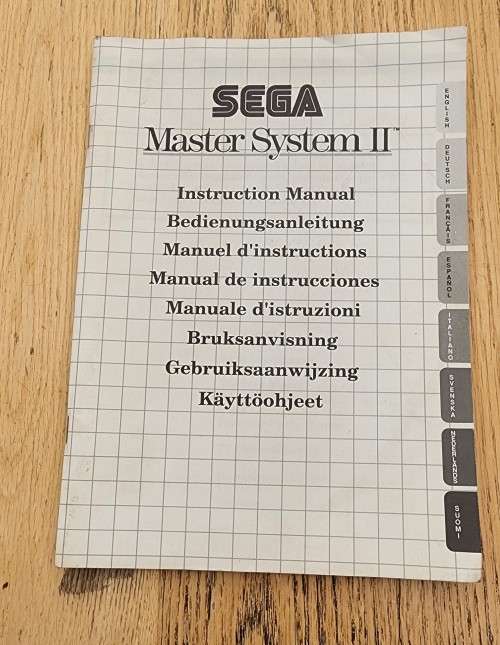 SEGA
Master System II™
Instruction Manual
Bedienungsanleitung
Manuel d'instructions
Manual de instrucciones
Manuale d'istruzioni
Bruksanvisning
Gebruiksaanwijzing
Käyttöohjeet
ENGLISH
DEUTSCH
FRANÇAIS
ESPAÑOL
ITALIANO
SVENSKA
NEDERLANDS
SUOMI